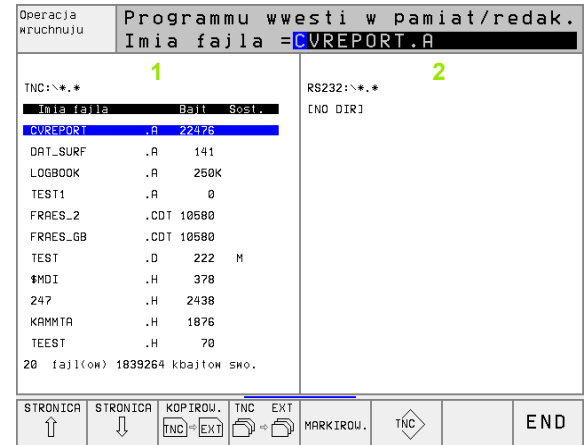 Operacja
wruchnuju
Programmu wwesti w pamiat/redak.
Imia fajla =CVREPORT.A
1
2
TNC:\*.*
RS232:\*.*
Imia fajla Bajt Sost.
[NO DIR]
CVREPORT .A 22476
DAT_SURF .A 141
LOGBOOK .A 250K
TEST1 .A 0
FRAES_2 .CDT 10580
FRAES_GB .CDT 10580
TEST .D 222 M
$MDI .H 378
247 .H 2438
KAMMTA .H 1876
TEEST .H 70
20 fajl(ow) 1839264 kbajtow swo.
STRONICA
STRONICA
KOPIROW.
TNC⇨EXT
TNC EXT
MARKIROW.
TNC
END